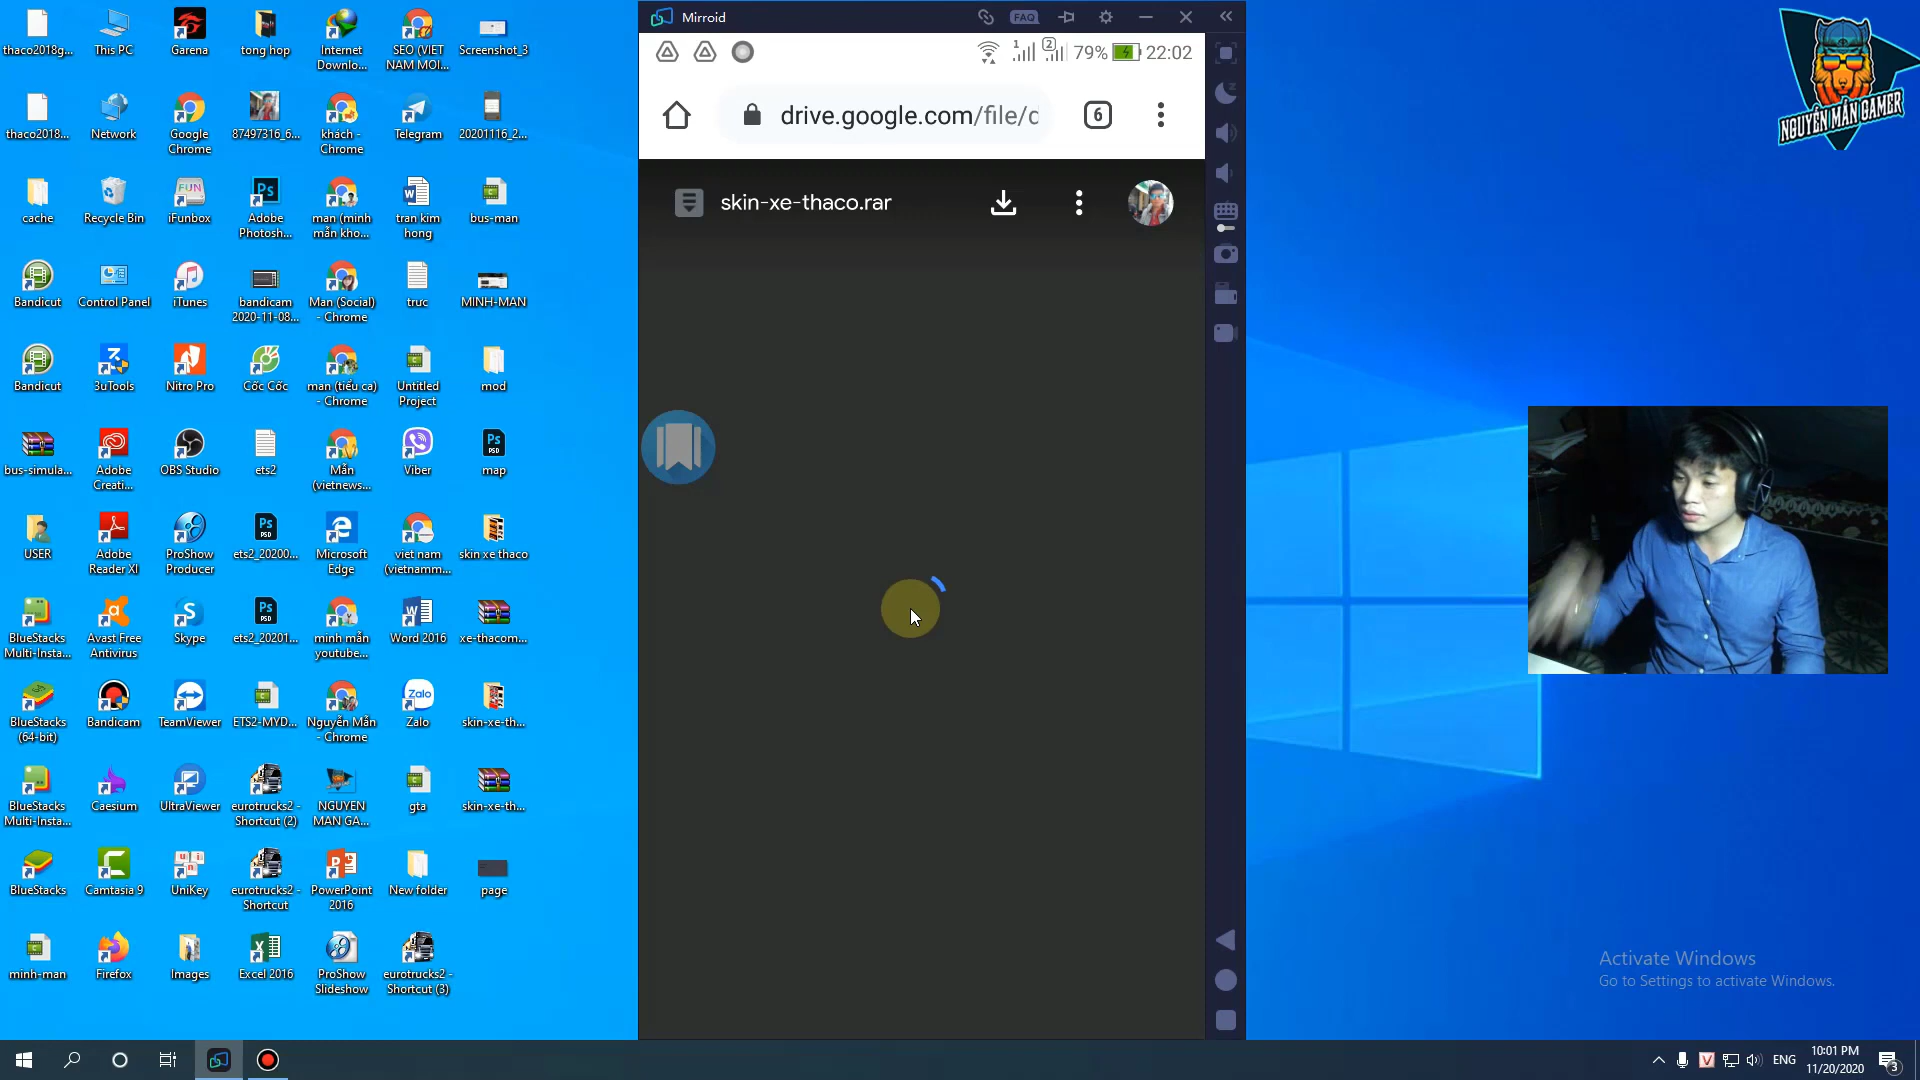 thaco2018g...
This PC
Garena
tong hop
Internet
Downlo...
SEO (VIET
NAM MOI...
Screenshot_3
thaco2018...
Network
Google
Chrome
87497316_6...
khách -
Chrome
Telegram
20201116_2...
cache
Recycle Bin
iFunbox
Adobe
Photosh...
man (minh
mẫn kho...
tran kim
hong
bus-man
Bandicut
Control Panel
iTunes
bandicam
2020-11-08...
Man (Social)
- Chrome
truc
MINH-MAN
Bandicut
3uTools
Nitro Pro
Cốc Cốc
man (tiểu ca)
- Chrome
Untitled
Project
mod
bus-simula...
Adobe
Creati...
OBS Studio
ets2
Mẫn
(vietnews...
Viber
map
USER
Adobe
Reader XI
ProShow
Producer
ets2_20200...
Microsoft
Edge
viet nam
(vietnamm...
skin xe thaco
BlueStacks
Multi-Insta...
Avast Free
Antivirus
Skype
ets2_20201...
minh mẫn
youtube...
Word 2016
xe-thacom...
BlueStacks
(64-bit)
Bandicam
TeamViewer
ETS2-MYD...
Nguyễn Mẫn
- Chrome
Zalo
skin-xe-th...
BlueStacks
Multi-Insta...
Caesium
UltraViewer
eurotrucks2 -
Shortcut (2)
NGUYEN
MAN GA...
gta
skin-xe-th...
BlueStacks
Camtasia 9
UniKey
eurotrucks2 -
Shortcut
PowerPoint
2016
New folder
page
minh-man
Firefox
Images
Excel 2016
ProShow
Slideshow
eurotrucks2 -
Shortcut (3)
Mirroid
FAQ
79%
22:02
drive.google.com/file/d
6
skin-xe-thaco.rar
NGUYỄN MẪN GAMER
Activate Windows
Go to Settings to activate Windows.
ENG
10:01 PM
11/20/2020
3